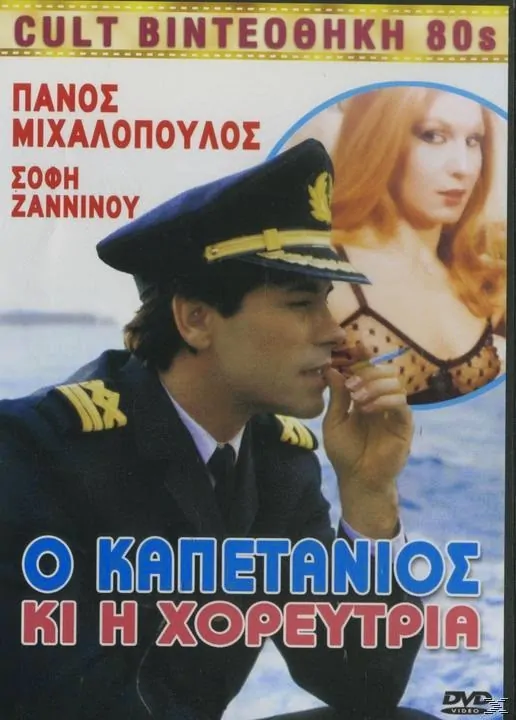 CULT ΒΙΝΤΕΟΘΗΚΗ 80s
ΠΑΝΟΣ
ΜΙΧΑΛΟΠΟΥΛΟΣ
ΣΟΦΗ
ΖΑΝΝΙΝΟΥ
Ο ΚΑΠΕΤΑΝΙΟΣ
ΚΙ Η ΧΟΡΕΥΤΡΙΑ
DVD
VIDEO